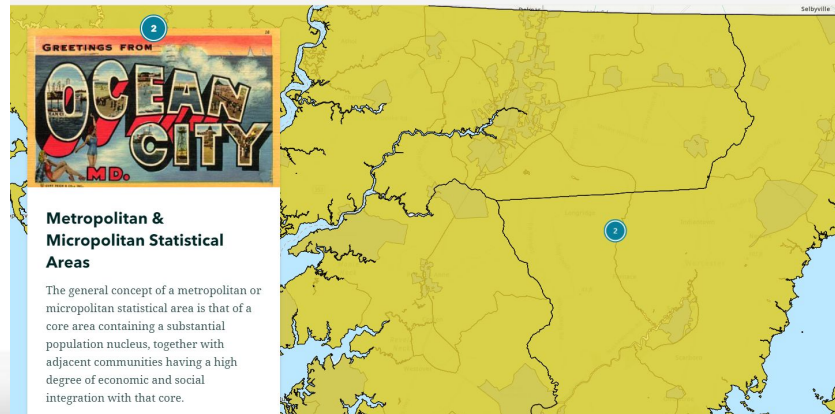 Selbyville
2
GREETINGS FROM
OCEAN
CITY
MD.
Metropolitan &
Micropolitan Statistical
Areas
The general concept of a metropolitan or
micropolitan statistical area is that of a
core area containing a substantial
population nucleus, together with
adjacent communities having a high
degree of economic and social
integration with that core.
2